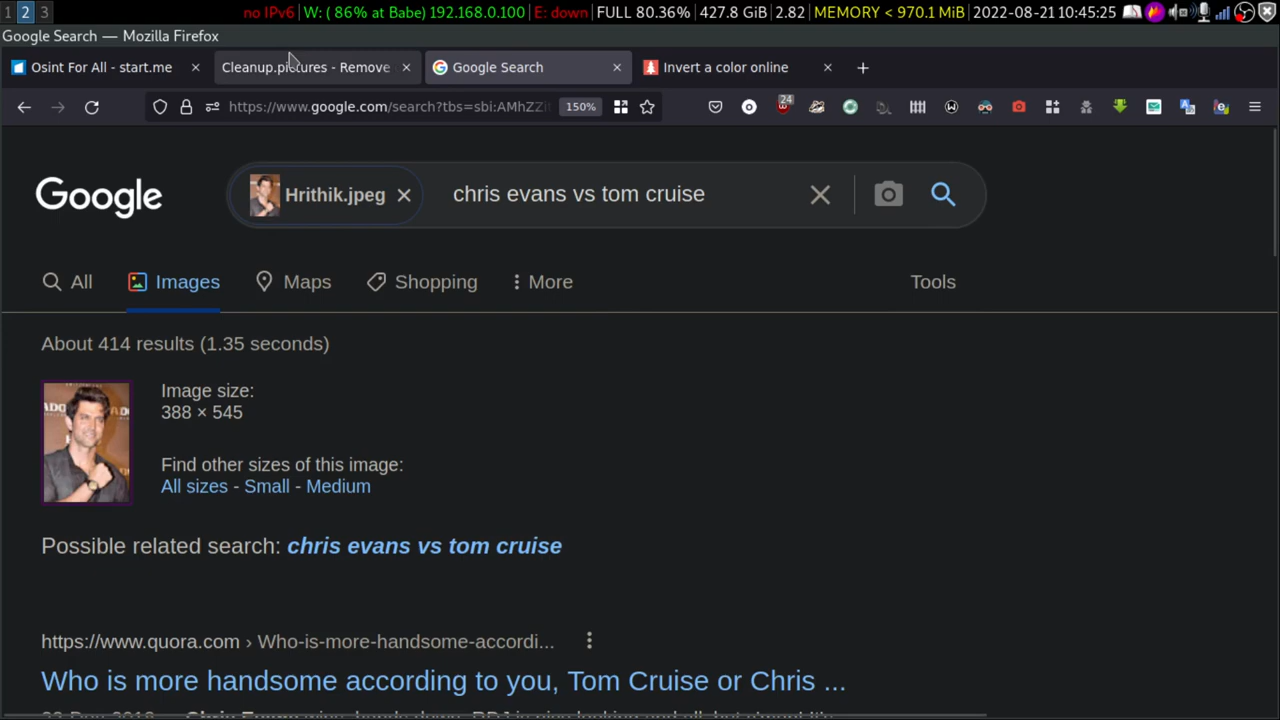 1 2 3 no IPv6 W: ( 86% at Babe) 192.168.0.100 E: down FULL 80.36% 427.8 GiB 2.82 MEMORY < 970.1 MiB 2022-08-21 10:45:25
Google Search — Mozilla Firefox
Osint For All - start.me Cleanup.pictures - Remove Google Search Invert a color online
https://www.google.com/search?tbs=sbi:AMhZZi 150% 24
Google Hrithik.jpeg chris evans vs tom cruise
All Images Maps Shopping More Tools
About 414 results (1.35 seconds)
Image size:
388 × 545
Find other sizes of this image:
All sizes - Small - Medium
Possible related search: chris evans vs tom cruise
https://www.quora.com › Who-is-more-handsome-accordi...
Who is more handsome according to you, Tom Cruise or Chris ...